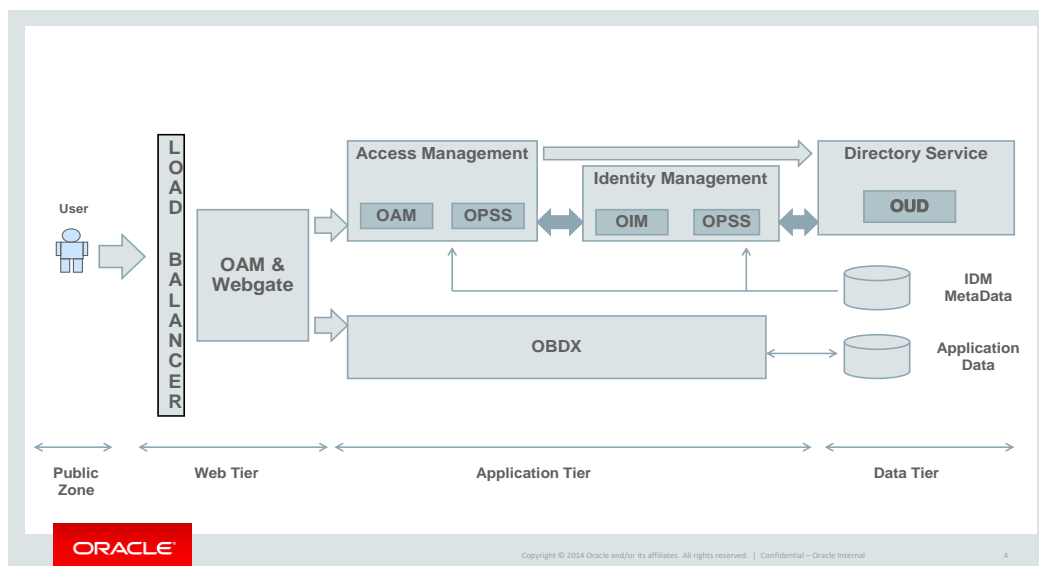 User
LOAD BALANCER
OAM &
Webgate
Access Management
OAM
OPSS
Identity Management
OIM
OPSS
Directory Service
OUD
IDM
MetaData
OBDX
Application
Data
Public
Zone
Web Tier
Application Tier
Data Tier
ORACLE®
Copyright © 2014 Oracle and/or its affiliates. All rights reserved. | Confidential – Oracle Internal
4